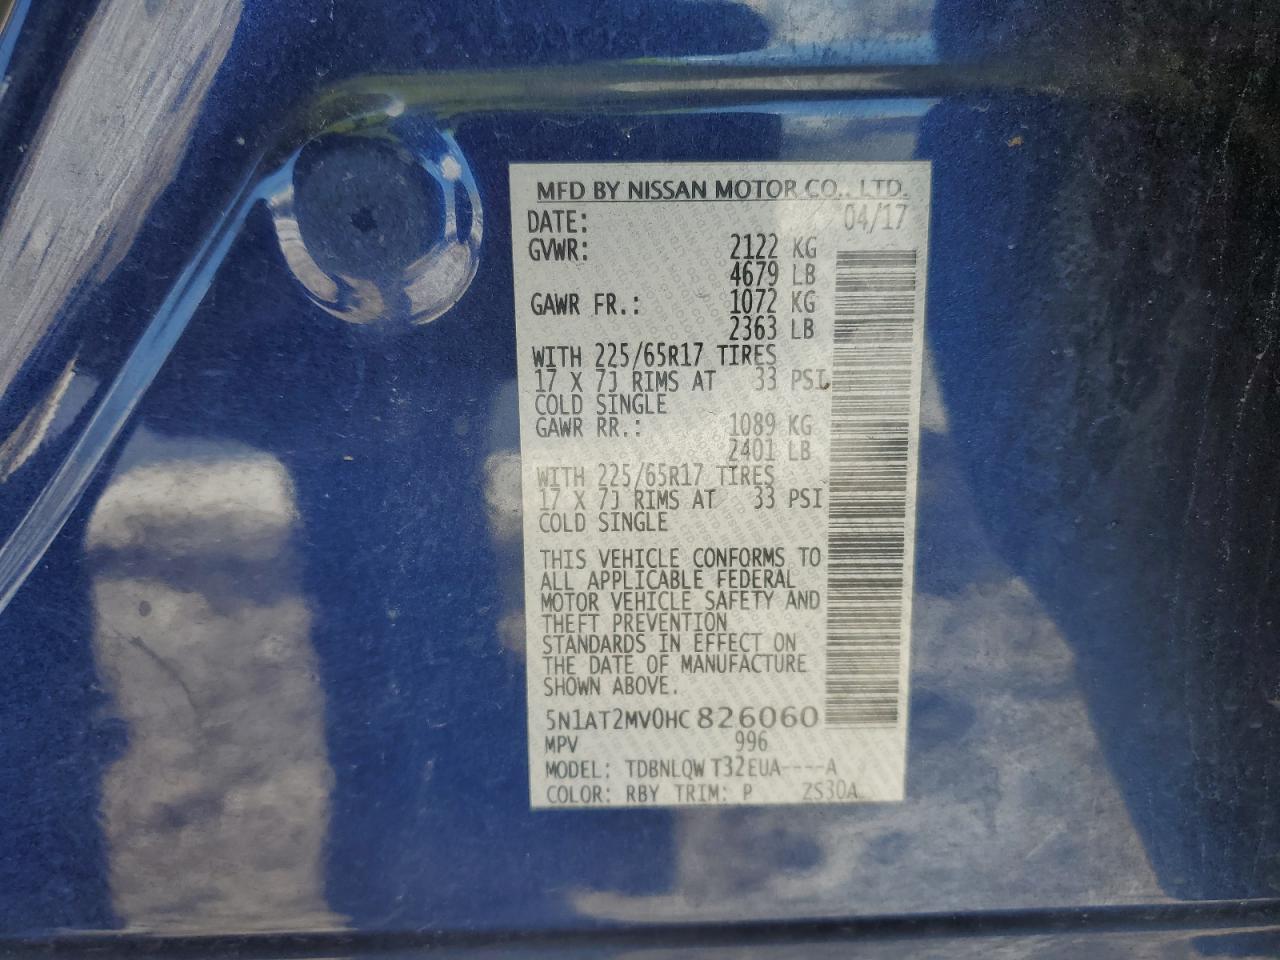 MFD BY NISSAN MOTOR CO., LTD.
DATE: 04/17
GVWR: 2122 KG
4679 LB
GAWR FR.: 1072 KG
2363 LB
WITH 225/65R17 TIRES
17 X 7J RIMS AT 33 PSI
COLD SINGLE
GAWR RR.: 1089 KG
2401 LB
WITH 225/65R17 TIRES
17 X 7J RIMS AT 33 PSI
COLD SINGLE
THIS VEHICLE CONFORMS TO
ALL APPLICABLE FEDERAL
MOTOR VEHICLE SAFETY AND
THEFT PREVENTION
STANDARDS IN EFFECT ON
THE DATE OF MANUFACTURE
SHOWN ABOVE.
5N1AT2MV0HC826060
MPV 996
MODEL: TDBNLQW T32EUA----A
COLOR: RBY TRIM: P ZS30A